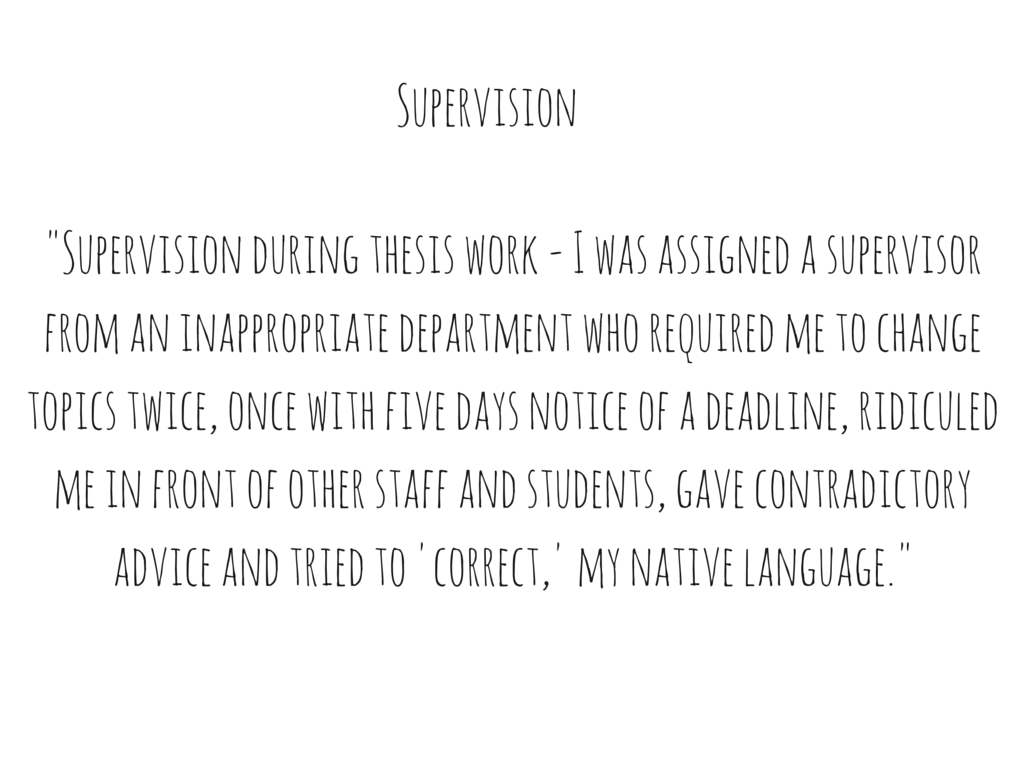 Supervision
"Supervision during thesis work - I was assigned a supervisor
from an inappropriate department who required me to change
topics twice, once with five days notice of a deadline, ridiculed
me in front of other staff and students, gave contradictory
advice and tried to 'correct,' my native language."